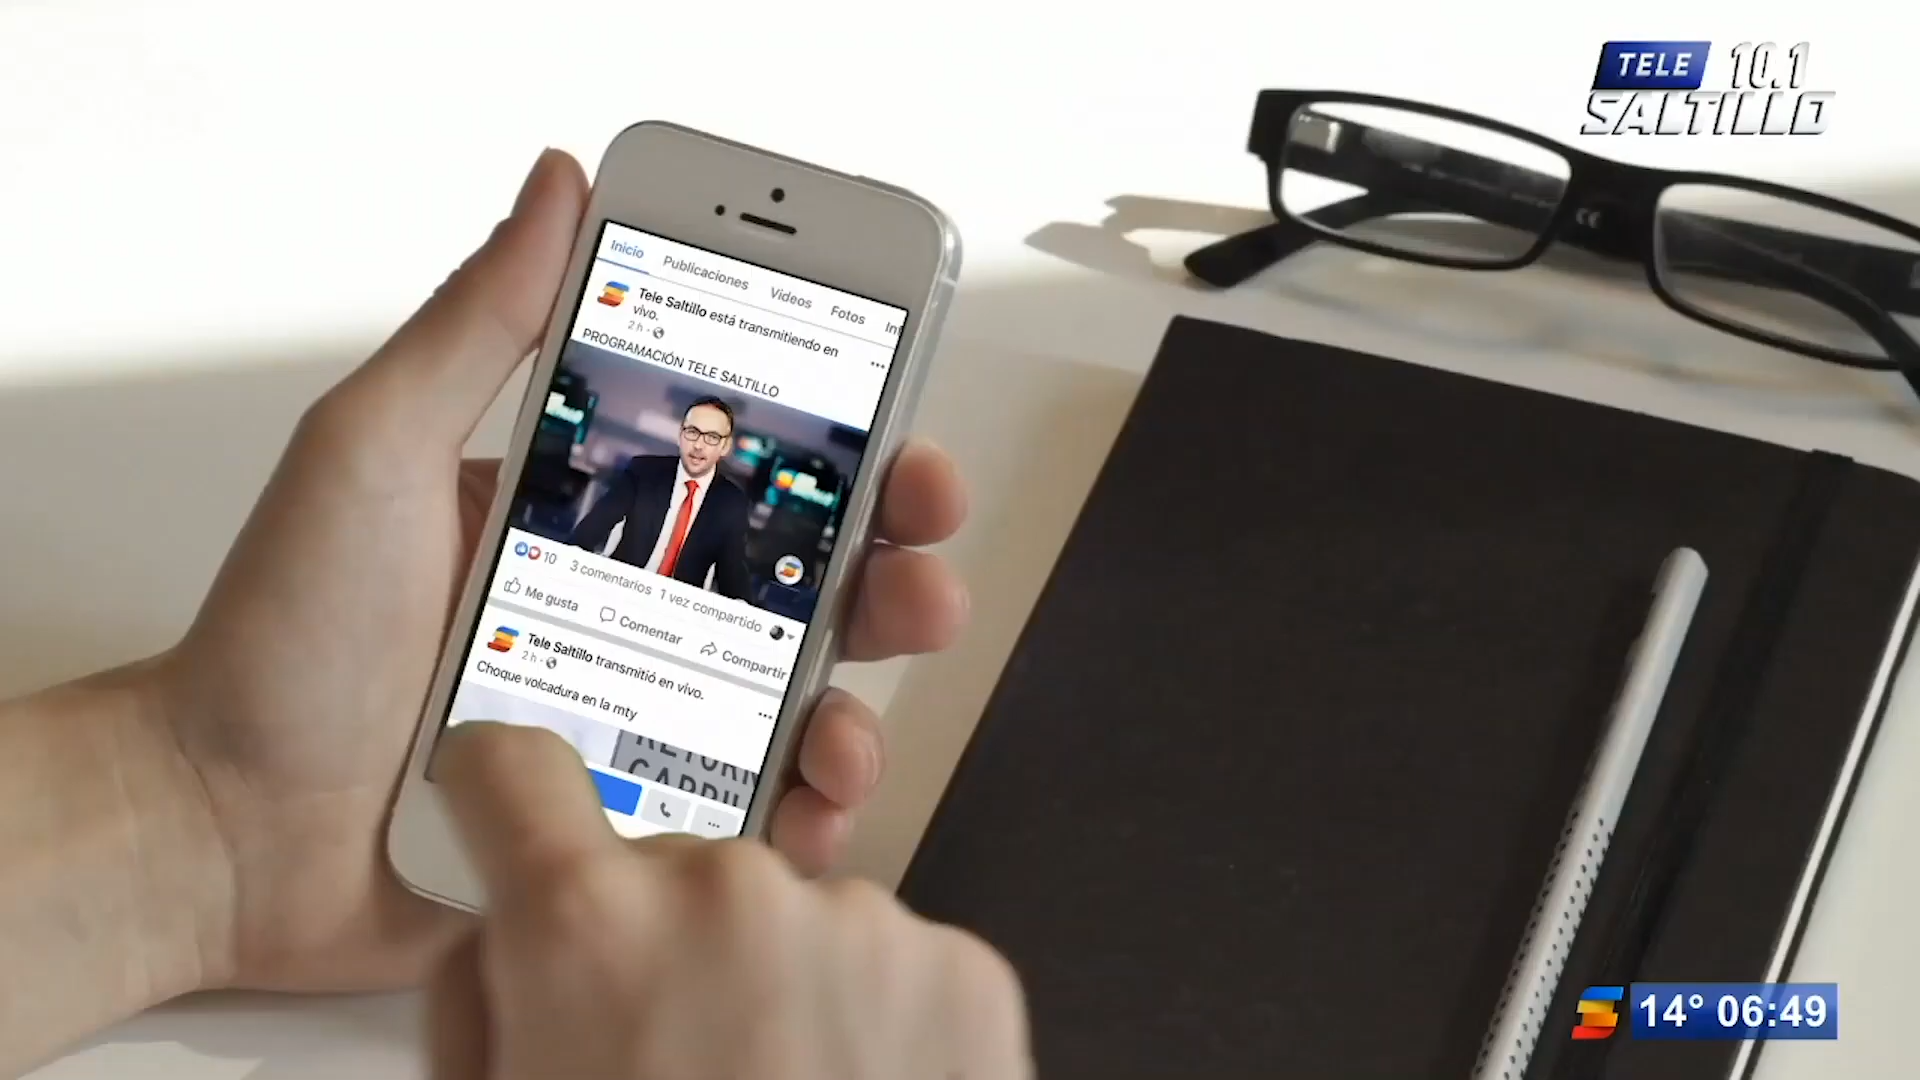 TELE 10.1
SALTILLO
Inicio Publicaciones Videos Fotos
Tele Saltillo está transmitiendo en
vivo.
2 h
PROGRAMACIÓN TELE SALTILLO
10 3 comentarios 1 vez compartido
Me gusta Comentar Compartir
Tele Saltillo transmitió en vivo.
2 h
Choque volcadura en la mty
14° 06:49